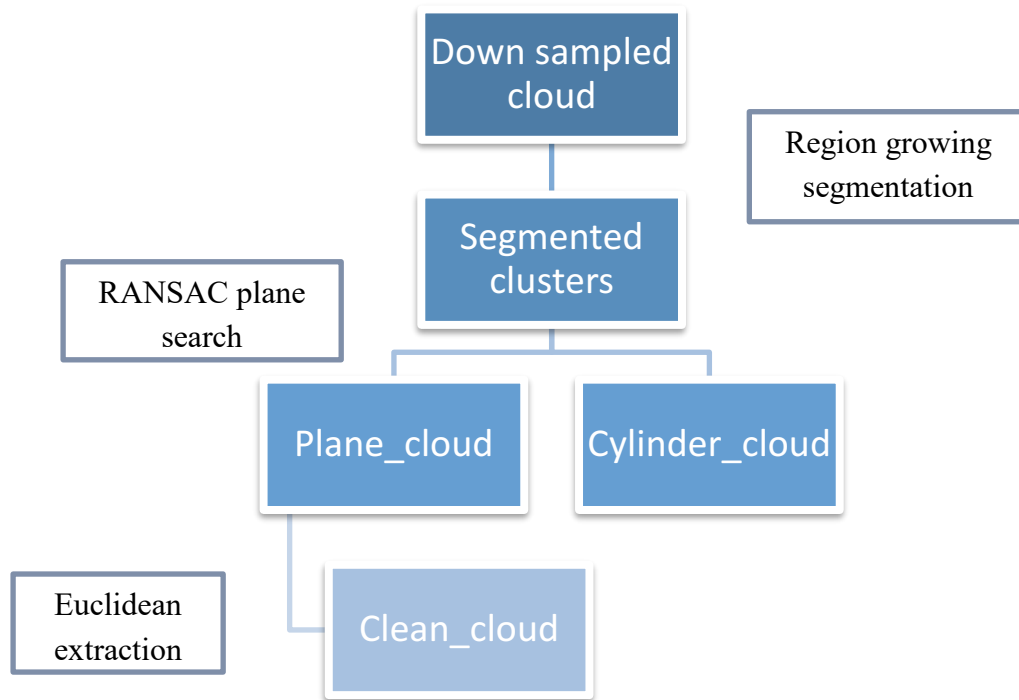 Down sampled
cloud
Region growing
segmentation
Segmented
clusters
RANSAC plane
search
Plane_cloud
Cylinder_cloud
Euclidean
extraction
Clean_cloud